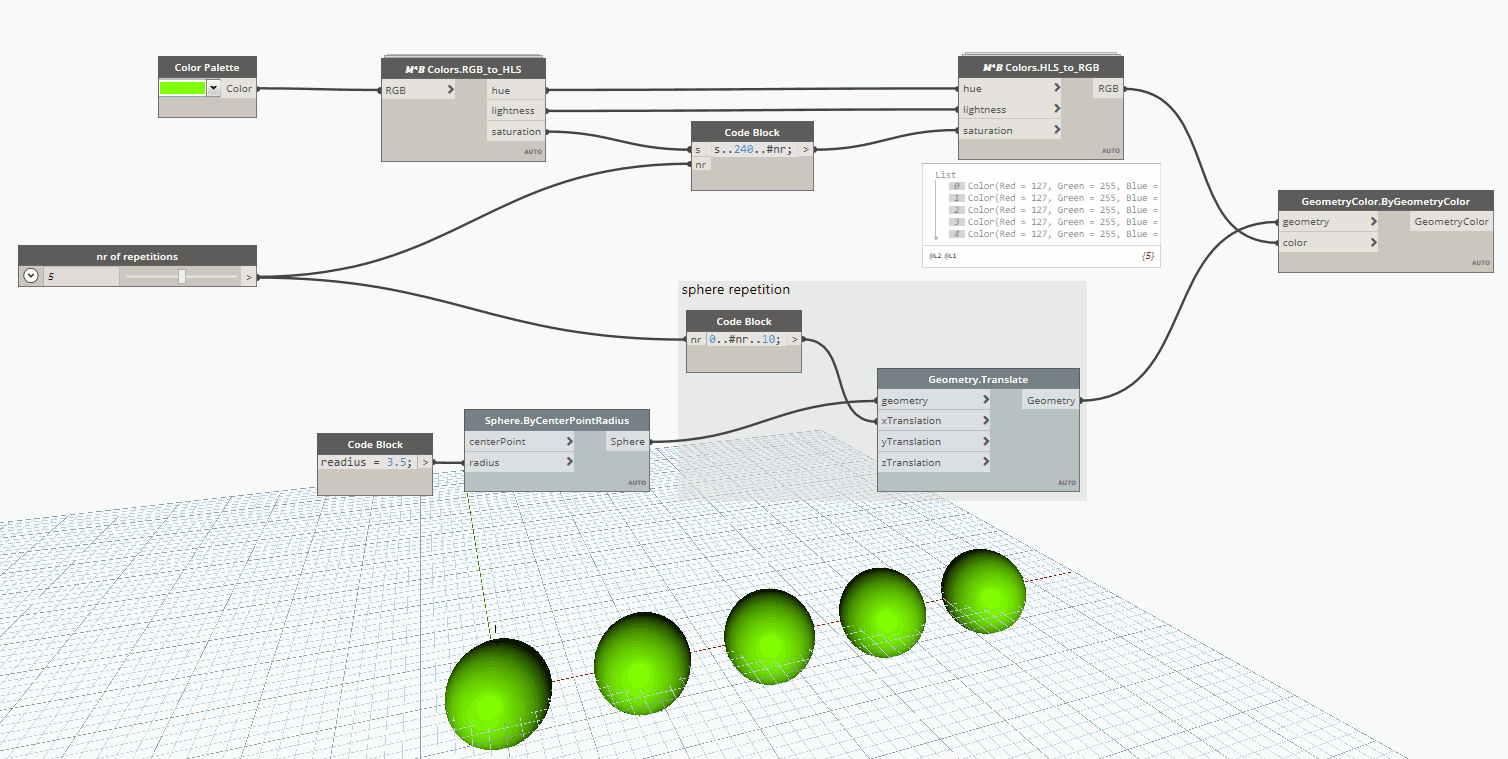 Color Palette
Color
M⁴B Colors.RGB_to_HLS
RGB > hue
lightness
saturation
AUTO
Code Block
s s..240..#nr; >
nr
M⁴B Colors.HLS_to_RGB
hue > RGB
lightness >
saturation >
AUTO
List
0 Color(Red = 127, Green = 255, Blue =
1 Color(Red = 127, Green = 255, Blue =
2 Color(Red = 127, Green = 255, Blue =
3 Color(Red = 127, Green = 255, Blue =
4 Color(Red = 127, Green = 255, Blue =
@L2 @L1 {5}
GeometryColor.ByGeometryColor
geometry > GeometryColor
color >
AUTO
nr of repetitions
5 >
sphere repetition
Code Block
nr 0..#nr..10; >
Geometry.Translate
geometry > Geometry
xTranslation >
yTranslation >
zTranslation >
AUTO
Sphere.ByCenterPointRadius
centerPoint > Sphere
radius >
AUTO
Code Block
readius = 3.5; >